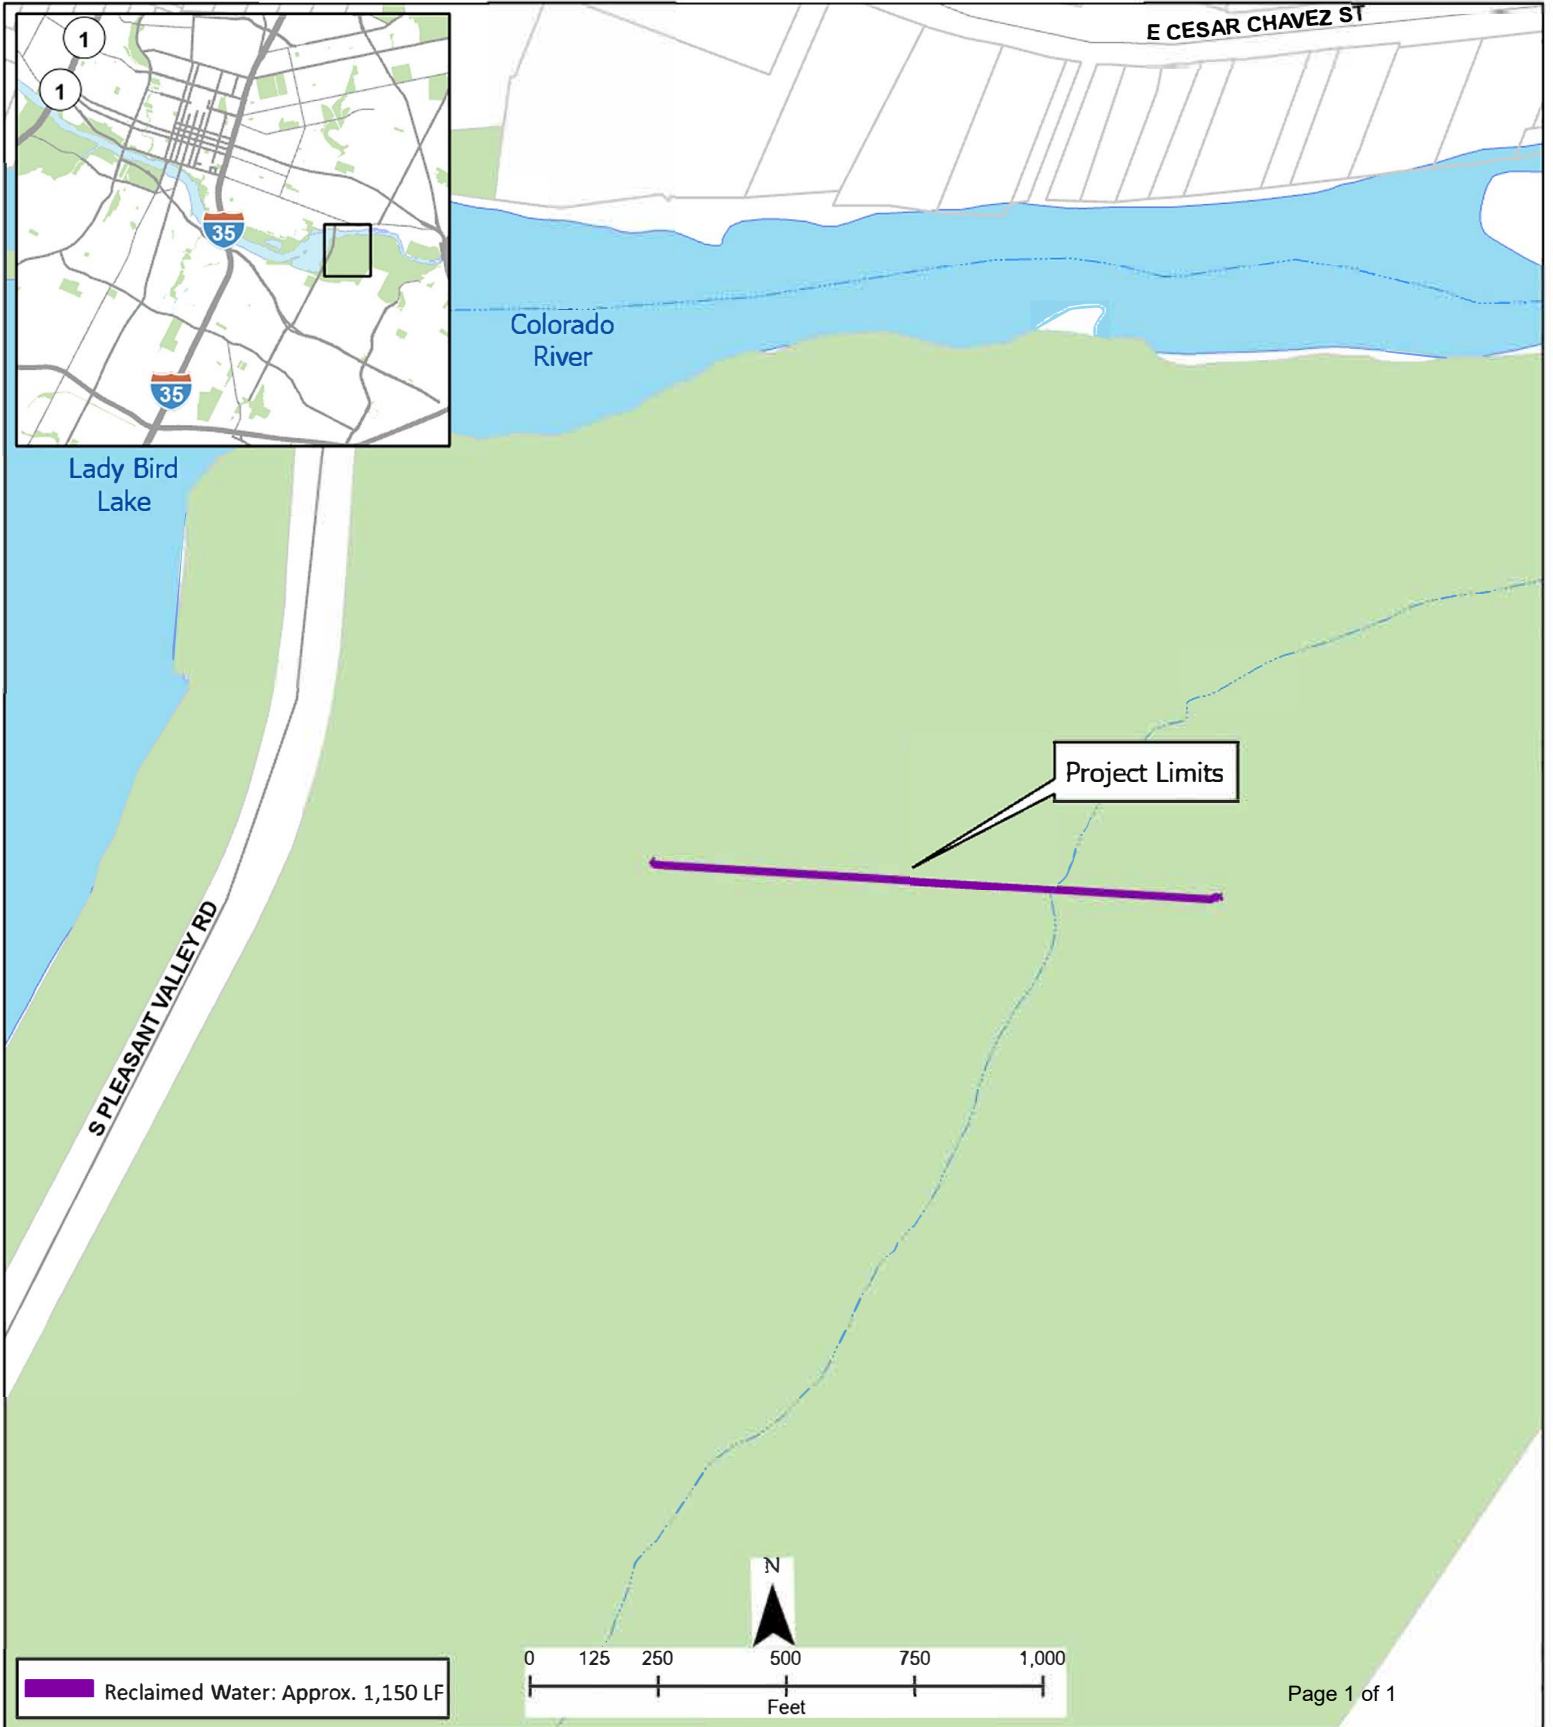 E CESAR CHAVEZ ST
1
1
35
35
Colorado
River
Lady Bird
Lake
Project Limits
S PLEASANT VALLEY RD
N
0 125 250 500 750 1,000
Feet
Reclaimed Water: Approx. 1,150 LF
Page 1 of 1